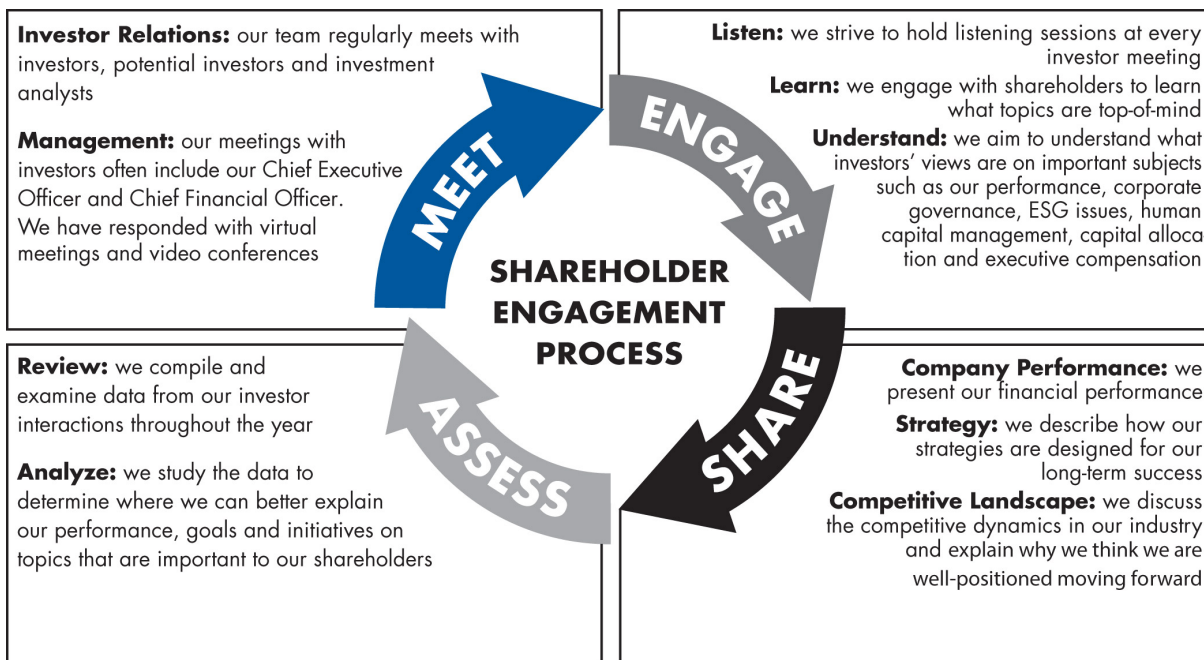 Investor Relations: our team regularly meets with
investors, potential investors and investment
analysts
Management: our meetings with
investors often include our Chief Executive
Officer and Chief Financial Officer.
We have responded with virtual
meetings and video conferences
MEET
ENGAGE
Listen: we strive to hold listening sessions at every
investor meeting
Learn: we engage with shareholders to learn
what topics are top-of-mind
Understand: we aim to understand what
investors’ views are on important subjects
such as our performance, corporate
governance, ESG issues, human
capital management, capital alloca
tion and executive compensation
SHAREHOLDER
ENGAGEMENT
PROCESS
Review: we compile and
examine data from our investor
interactions throughout the year
Analyze: we study the data to
determine where we can better explain
our performance, goals and initiatives on
topics that are important to our shareholders
ASSESS
SHARE
Company Performance: we
present our financial performance
Strategy: we describe how our
strategies are designed for our
long-term success
Competitive Landscape: we discuss
the competitive dynamics in our industry
and explain why we think we are
well-positioned moving forward